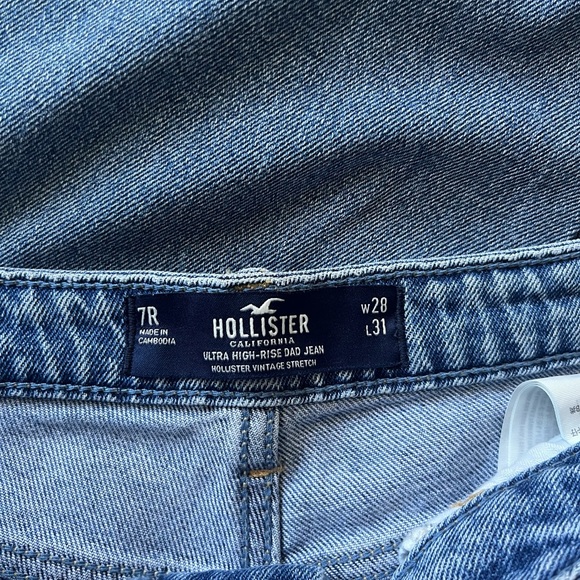 7R
MADE IN
CAMBODIA
HOLLISTER
CALIFORNIA
ULTRA HIGH-RISE DAD JEAN
HOLLISTER VINTAGE STRETCH
W28
L31